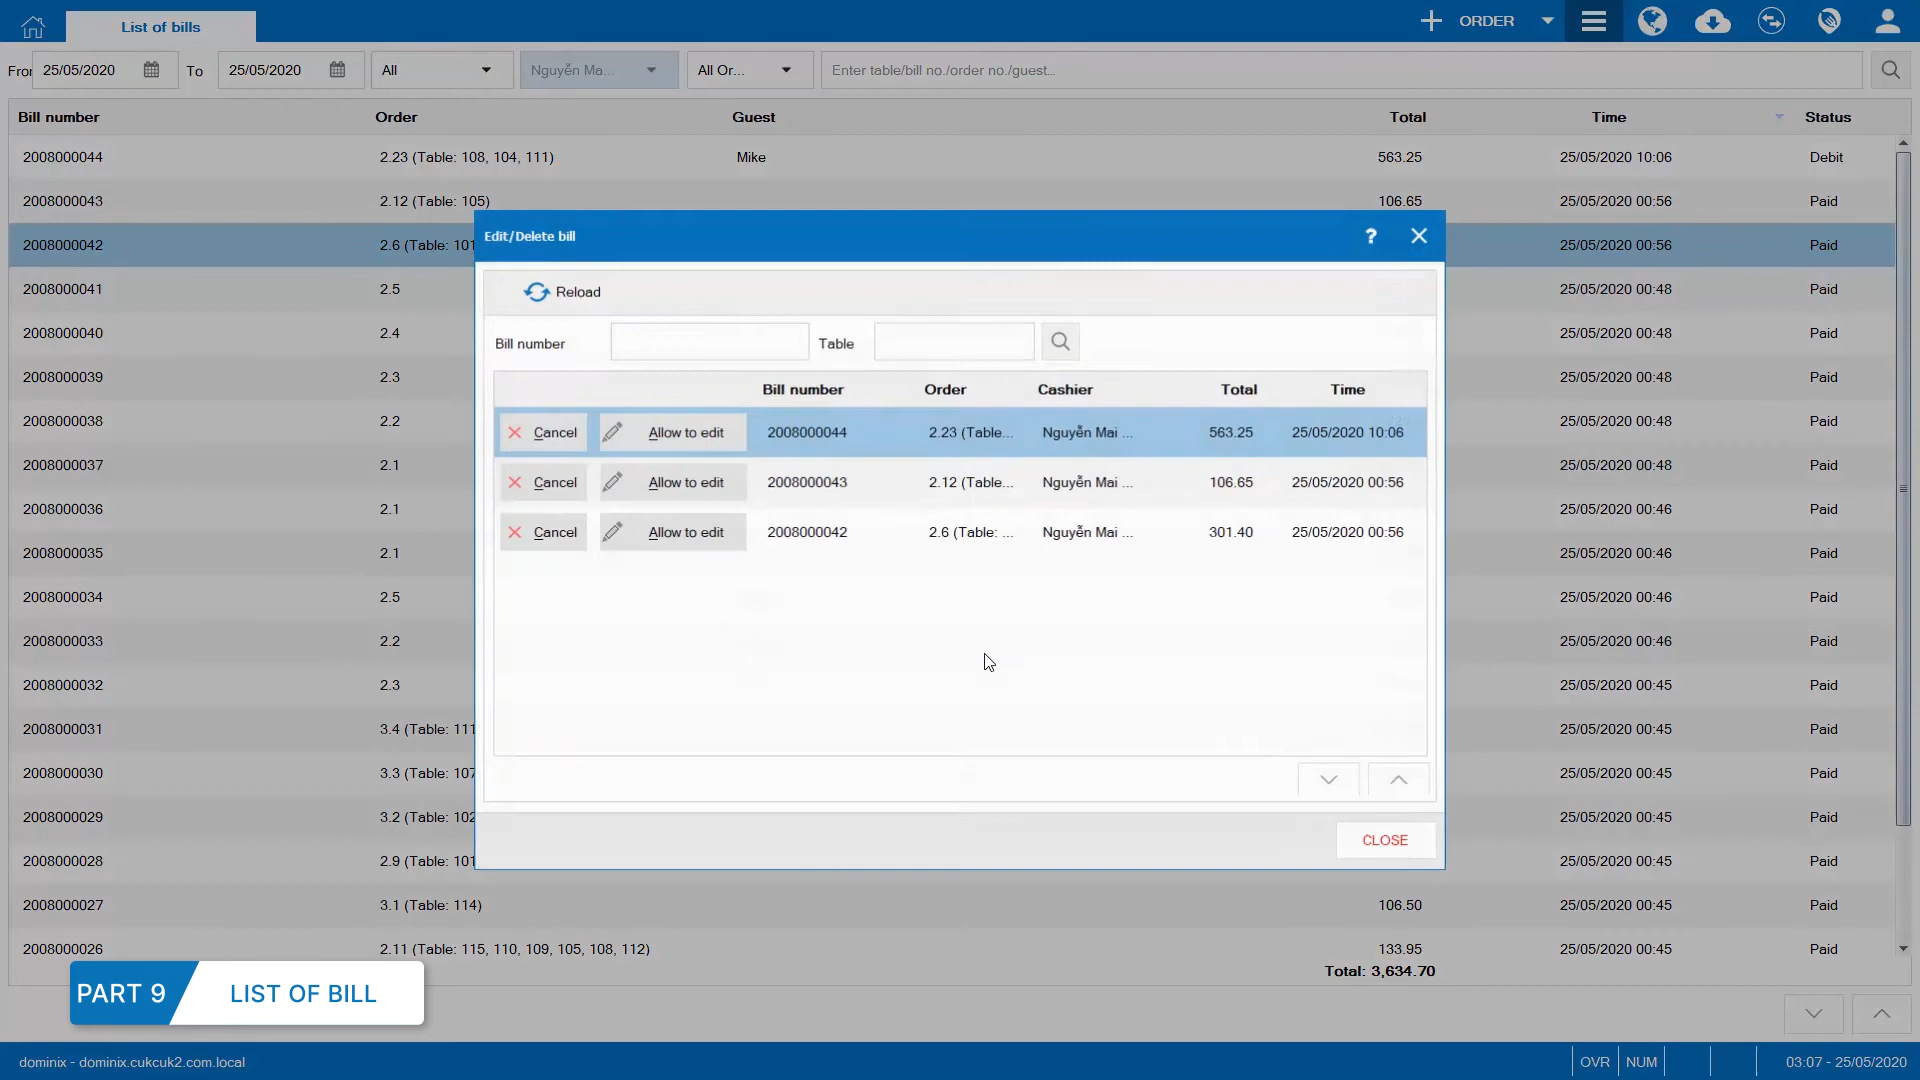 List of bills
ORDER
From 25/05/2020 To 25/05/2020 All Nguyễn Ma... All Or... Enter table/bill no./order no./guest...
Bill number Order Guest Total Time Status
2008000044 2.23 (Table: 108, 104, 111) Mike 563.25 25/05/2020 10:06 Debit
2008000043 2.12 (Table: 105) 106.65 25/05/2020 00:56 Paid
2008000042 2.6 (Table: 101 25/05/2020 00:56 Paid
2008000041 2.5 25/05/2020 00:48 Paid
2008000040 2.4 25/05/2020 00:48 Paid
2008000039 2.3 25/05/2020 00:48 Paid
2008000038 2.2 25/05/2020 00:48 Paid
2008000037 2.1 25/05/2020 00:48 Paid
2008000036 2.1 25/05/2020 00:46 Paid
2008000035 2.1 25/05/2020 00:46 Paid
2008000034 2.5 25/05/2020 00:46 Paid
2008000033 2.2 25/05/2020 00:46 Paid
2008000032 2.3 25/05/2020 00:45 Paid
2008000031 3.4 (Table: 111 25/05/2020 00:45 Paid
2008000030 3.3 (Table: 107 25/05/2020 00:45 Paid
2008000029 3.2 (Table: 102 25/05/2020 00:45 Paid
2008000028 2.9 (Table: 101 25/05/2020 00:45 Paid
2008000027 3.1 (Table: 114) 106.50 25/05/2020 00:45 Paid
2008000026 2.11 (Table: 115, 110, 109, 105, 108, 112) 133.95 25/05/2020 00:45 Paid
Total: 3,634.70
Edit/Delete bill ?
Reload
Bill number Table
Bill number Order Cashier Total Time
Cancel Allow to edit 2008000044 2.23 (Table... Nguyễn Mai ... 563.25 25/05/2020 10:06
Cancel Allow to edit 2008000043 2.12 (Table... Nguyễn Mai ... 106.65 25/05/2020 00:56
Cancel Allow to edit 2008000042 2.6 (Table: ... Nguyễn Mai ... 301.40 25/05/2020 00:56
CLOSE
PART 9 LIST OF BILL
dominix - dominix.cukcuk2.com.local OVR NUM 03:07 - 25/05/2020